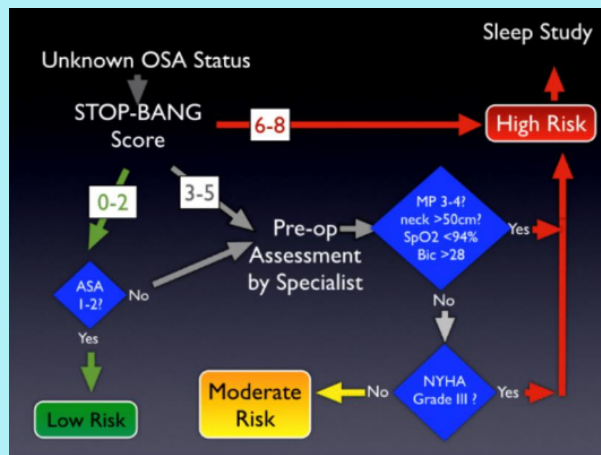 Sleep Study
Unknown OSA Status
STOP-BANG
Score
6-8
High Risk
0-2
3-5
MP 3-4?
neck >50cm?
SpO2 <94%
Bic >28
Yes
Pre-op
Assessment
by Specialist
ASA
1-2?
No
No
Yes
NYHA
Grade III ?
Yes
No
Moderate
Risk
Low Risk